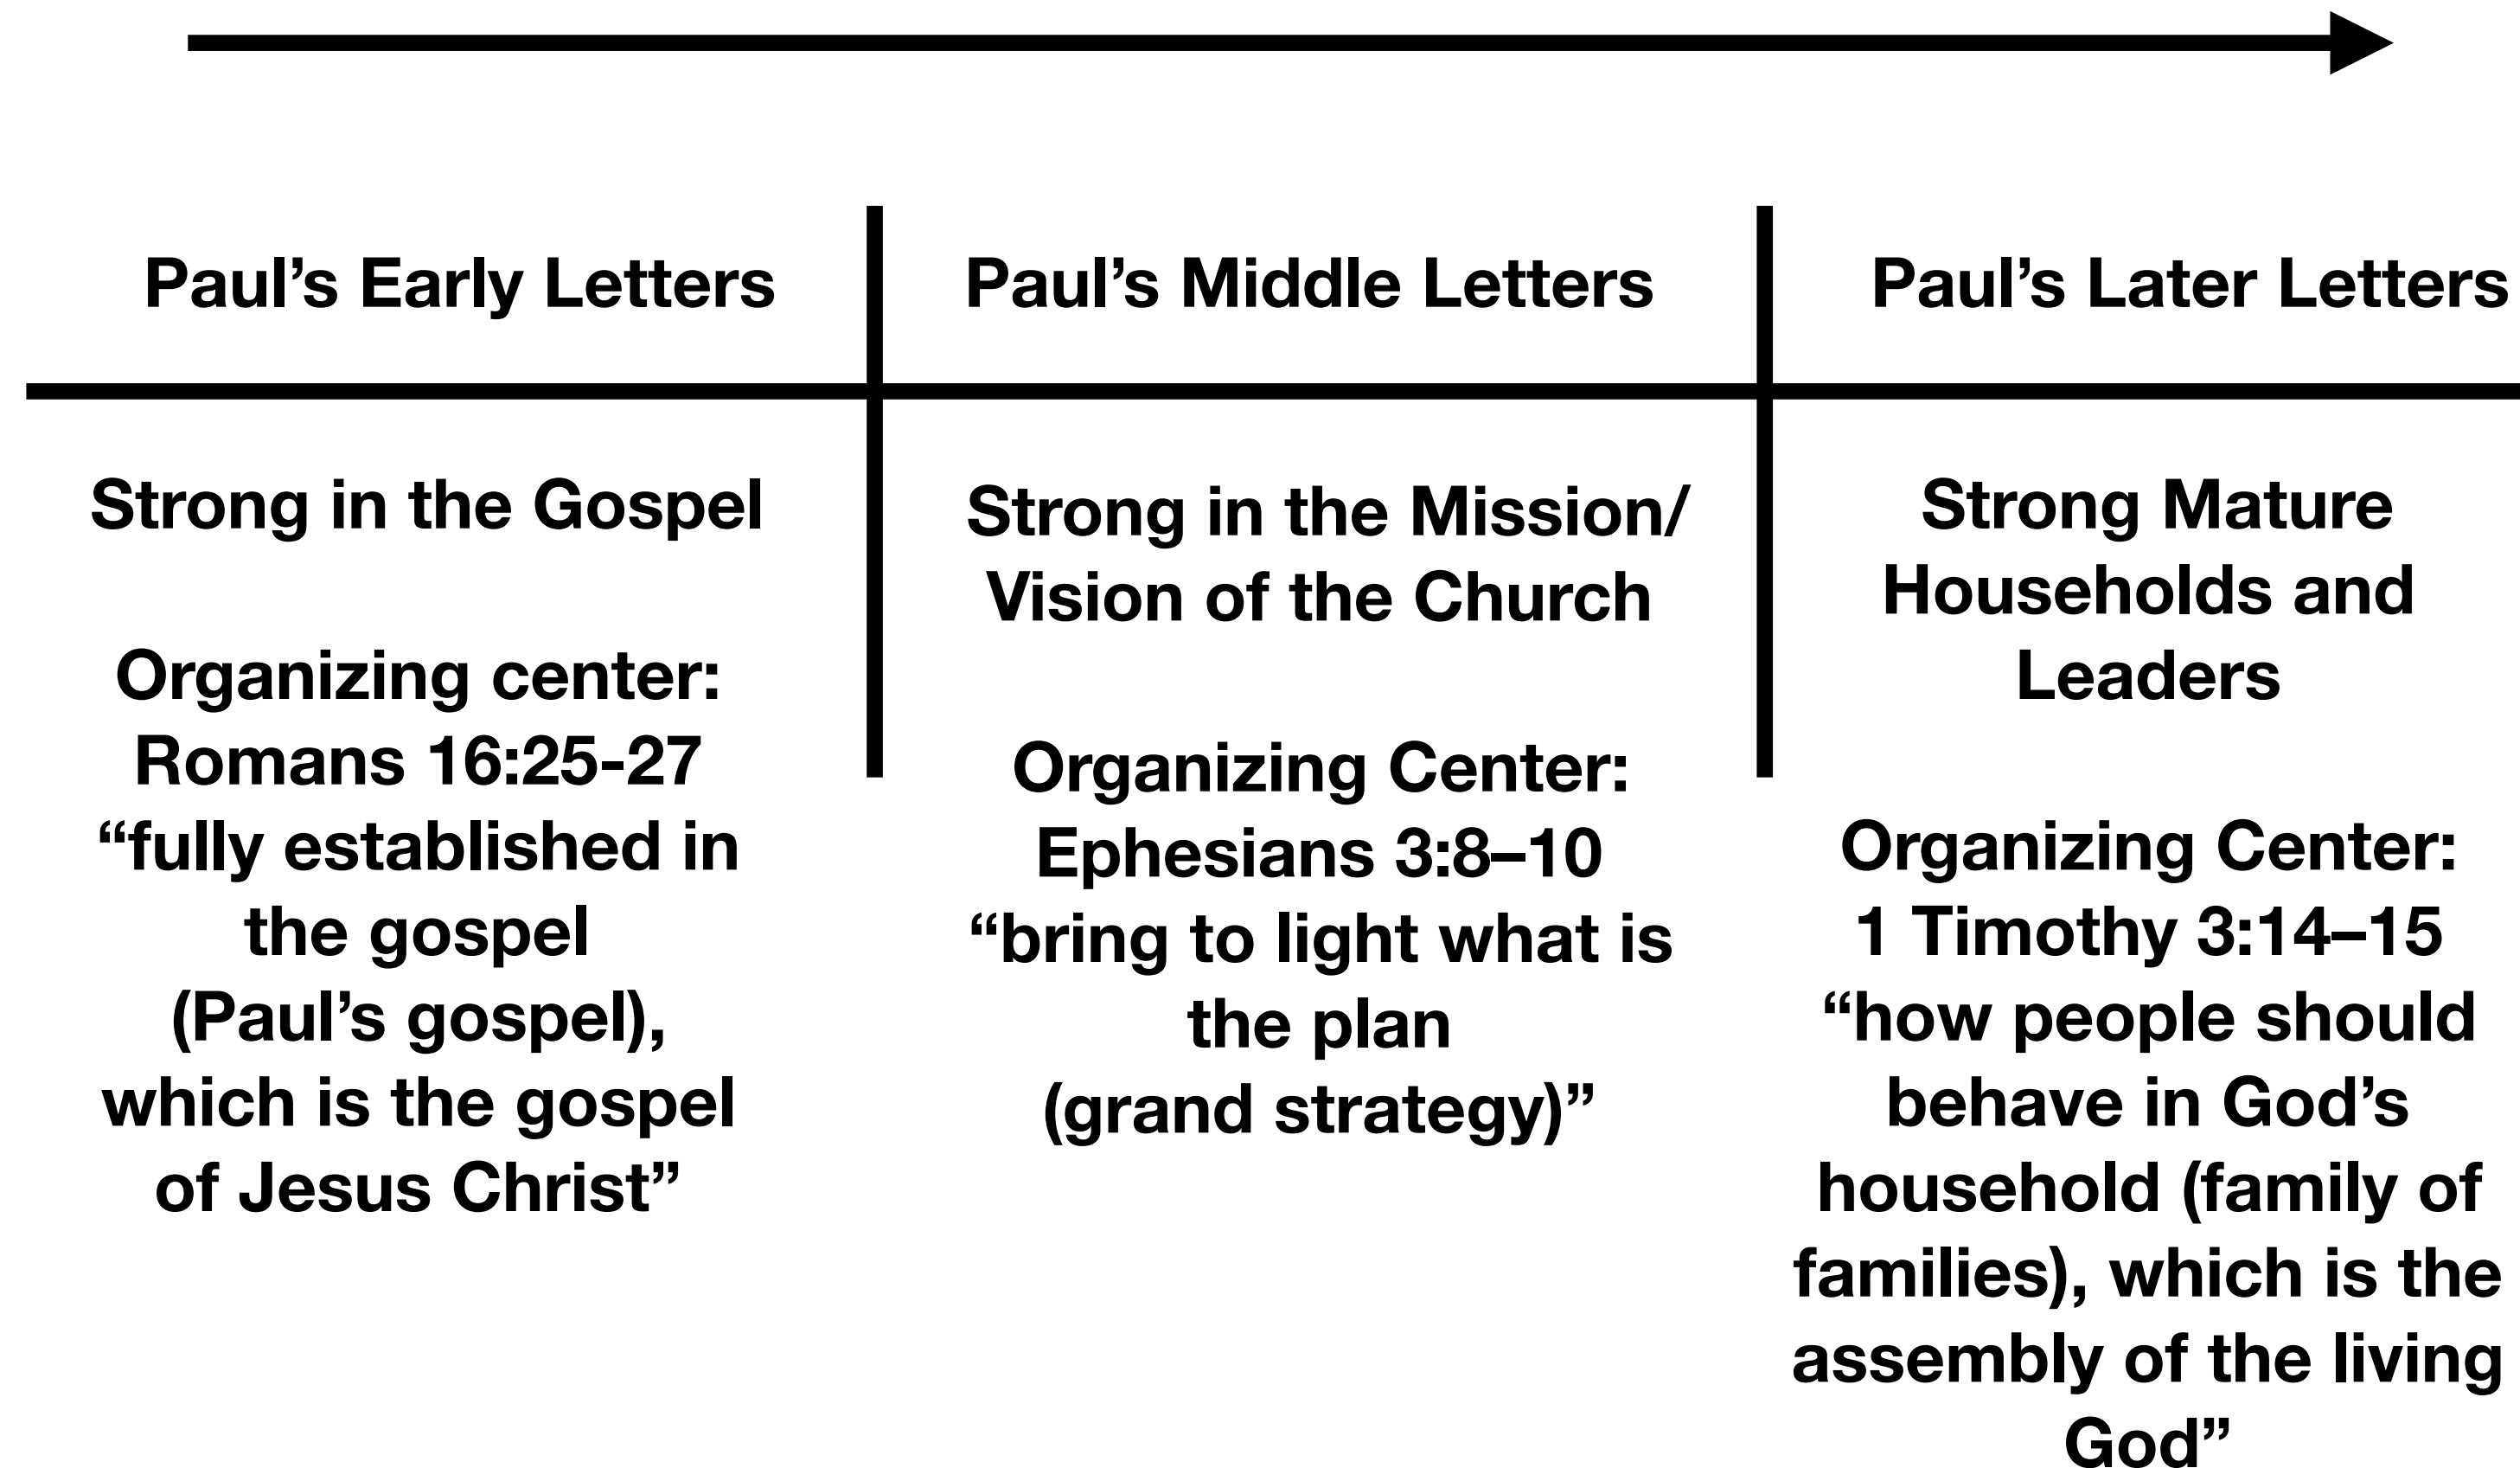 Paul’s Early Letters
Paul’s Middle Letters
Paul’s Later Letters
Strong in the Gospel
Organizing center:
Romans 16:25-27
“fully established in
the gospel
(Paul’s gospel),
which is the gospel
of Jesus Christ”
Strong in the Mission/
Vision of the Church
Organizing Center:
Ephesians 3:8–10
“bring to light what is
the plan
(grand strategy)”
Strong Mature
Households and
Leaders
Organizing Center:
1 Timothy 3:14–15
“how people should
behave in God’s
household (family of
families), which is the
assembly of the living
God”